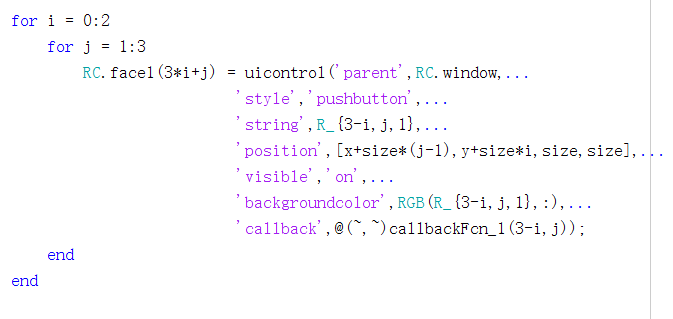 for i = 0:2
for j = 1:3
RC.face1(3*i+j) = uicontrol('parent',RC.window,...
'style','pushbutton',...
'string',R_{3-i,j,1},...
'position',[x+size*(j-1),y+size*i,size,size],...
'visible','on',...
'backgroundcolor',RGB(R_{3-i,j,1},:),...
'callback',@(~,~)callbackFcn_1(3-i,j));
end
end